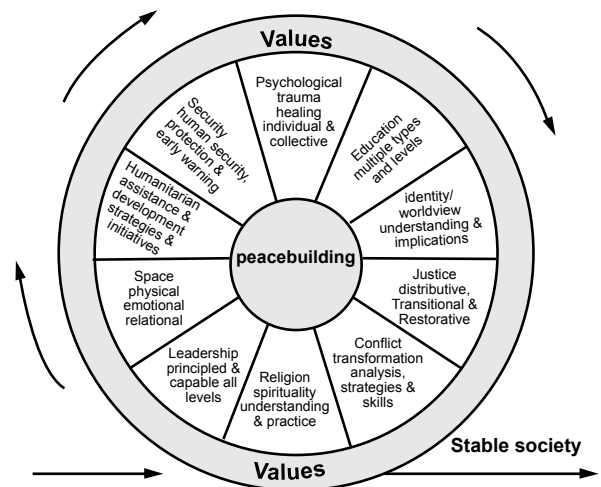 Values
Psychological
trauma
healing
individual &
collective
Education
multiple types
and levels
identity/
worldview
understanding &
implications
Justice
distributive,
Transitional &
Restorative
Conflict
transformation
analysis,
strategies &
skills
Religion
spirituality
understanding
& practice
Leadership
principled &
capable all
levels
Space
physical
emotional
relational
Humanitarian
assistance &
development
strategies &
initiatives
Security
human security,
protection &
early warning
peacebuilding
Values
Stable society